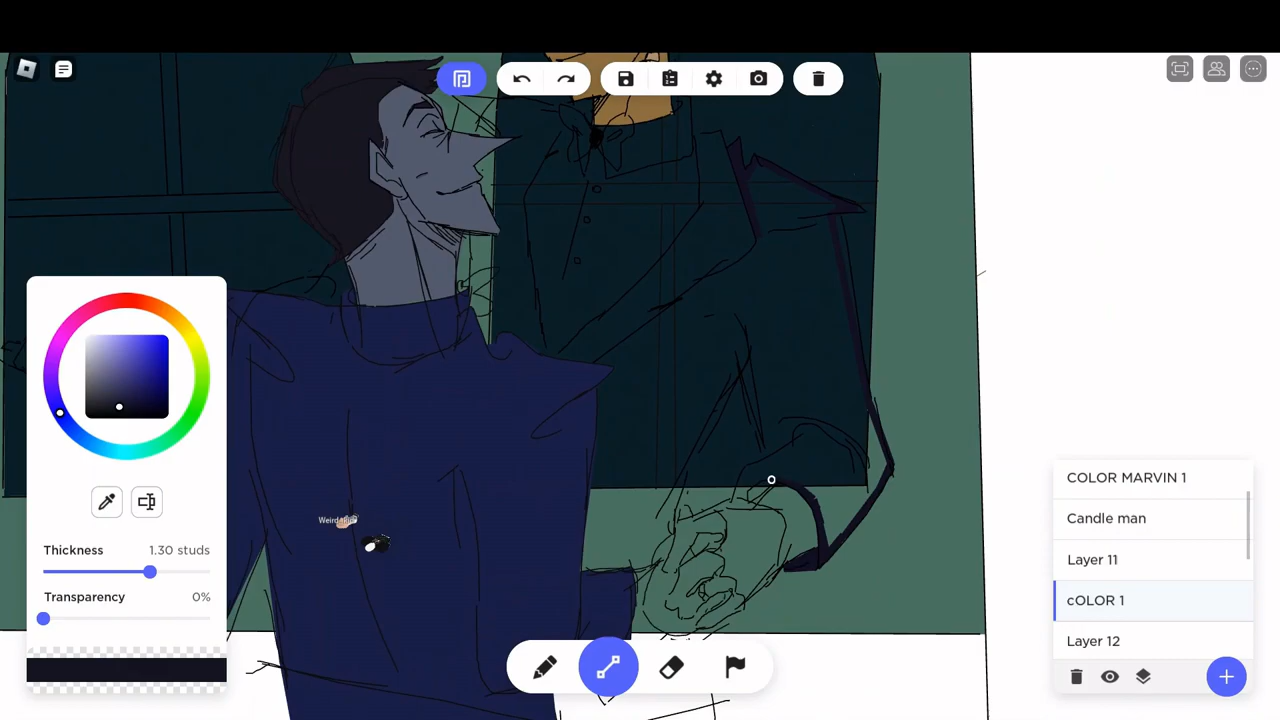 Thickness 1.30 studs
Transparency 0%
COLOR MARVIN 1
Candle man
Layer 11
cOLOR 1
Layer 12